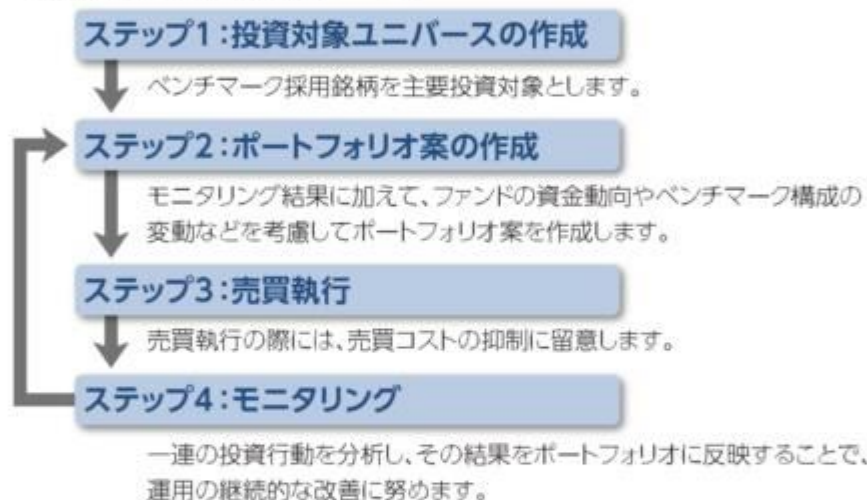 ステップ1:投資対象ユニバースの作成
ベンチマーク採用銘柄を主要投資対象とします。
ステップ2:ポートフォリオ案の作成
モニタリング結果に加えて、ファンドの資金動向やベンチマーク構成の
変動などを考慮してポートフォリオ案を作成します。
ステップ3:売買執行
売買執行の際には、売買コストの抑制に留意します。
ステップ4:モニタリング
一連の投資行動を分析し、その結果をポートフォリオに反映することで、
運用の継続的な改善に努めます。